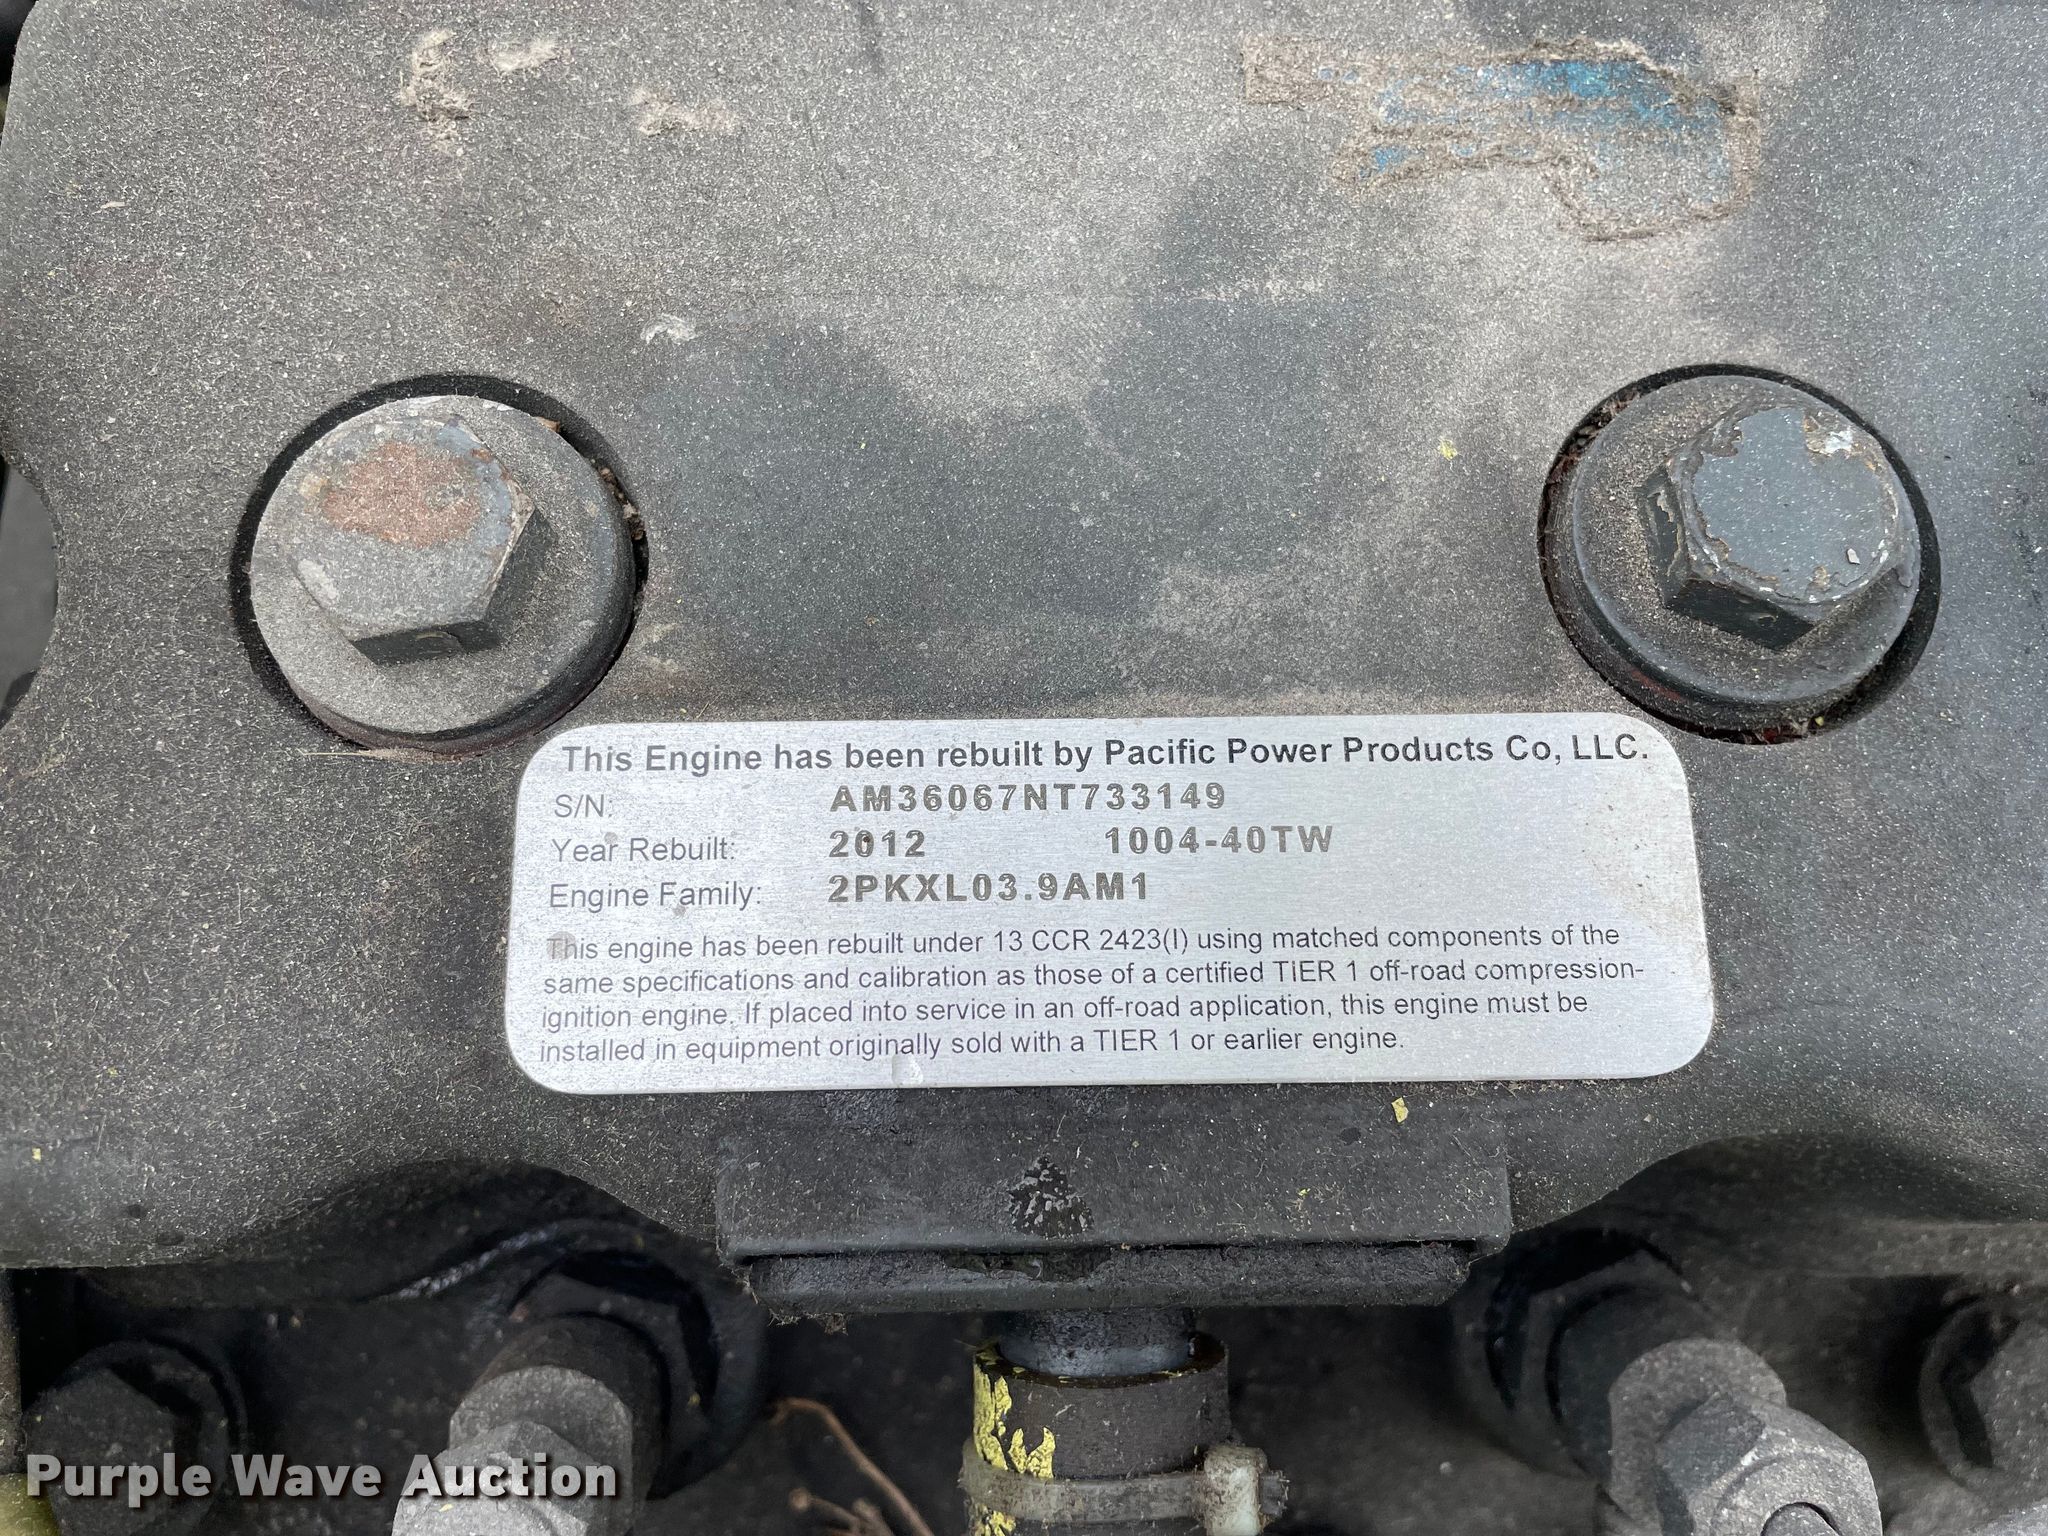 This Engine has been rebuilt by Pacific Power Products Co, LLC.
S/N: AM36067NT733149
Year Rebuilt: 2012 1004-40TW
Engine Family: 2PKXL03.9AM1
This engine has been rebuilt under 13 CCR 2423(l) using matched components of the
same specifications and calibration as those of a certified TIER 1 off-road compression-
ignition engine. If placed into service in an off-road application, this engine must be
installed in equipment originally sold with a TIER 1 or earlier engine.
Purple Wave Auction